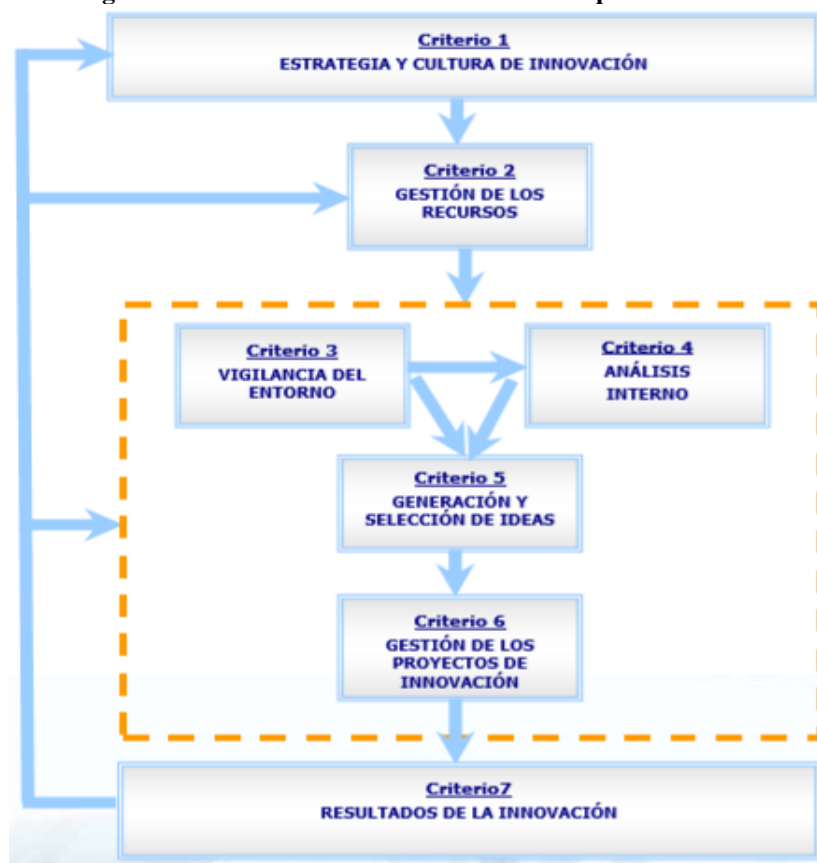 Criterio 1
ESTRATEGIA Y CULTURA DE INNOVACIÓN
Criterio 2
GESTIÓN DE LOS
RECURSOS
Criterio 3
VIGILANCIA DEL
ENTORNO
Criterio 4
ANÁLISIS
INTERNO
Criterio 5
GENERACIÓN Y
SELECCIÓN DE IDEAS
Criterio 6
GESTIÓN DE LOS
PROYECTOS DE
INNOVACIÓN
Criterio7
RESULTADOS DE LA INNOVACIÓN